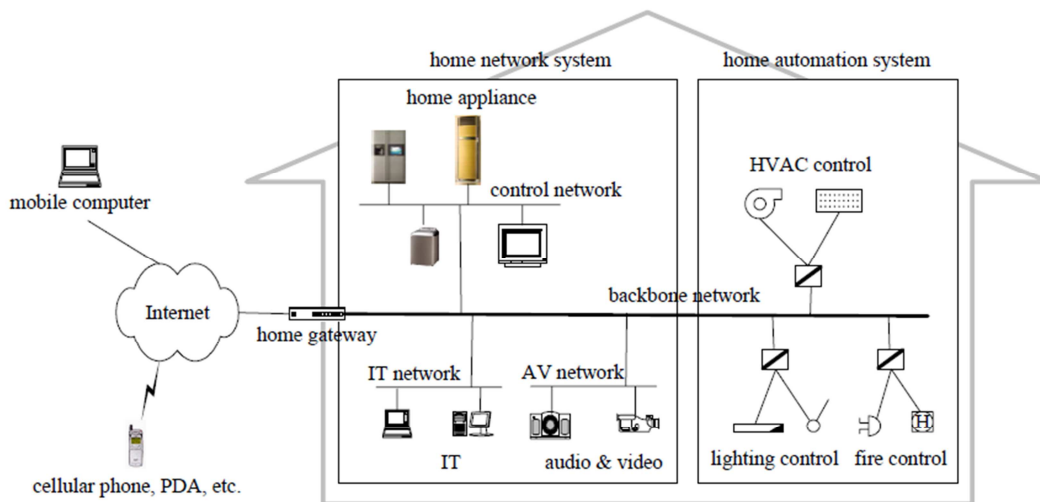 home network system
home automation system
home appliance
HVAC control
control network
mobile computer
Internet
backbone network
home gateway
IT network
AV network
H
IT
audio & video
lighting control
fire control
cellular phone, PDA, etc.